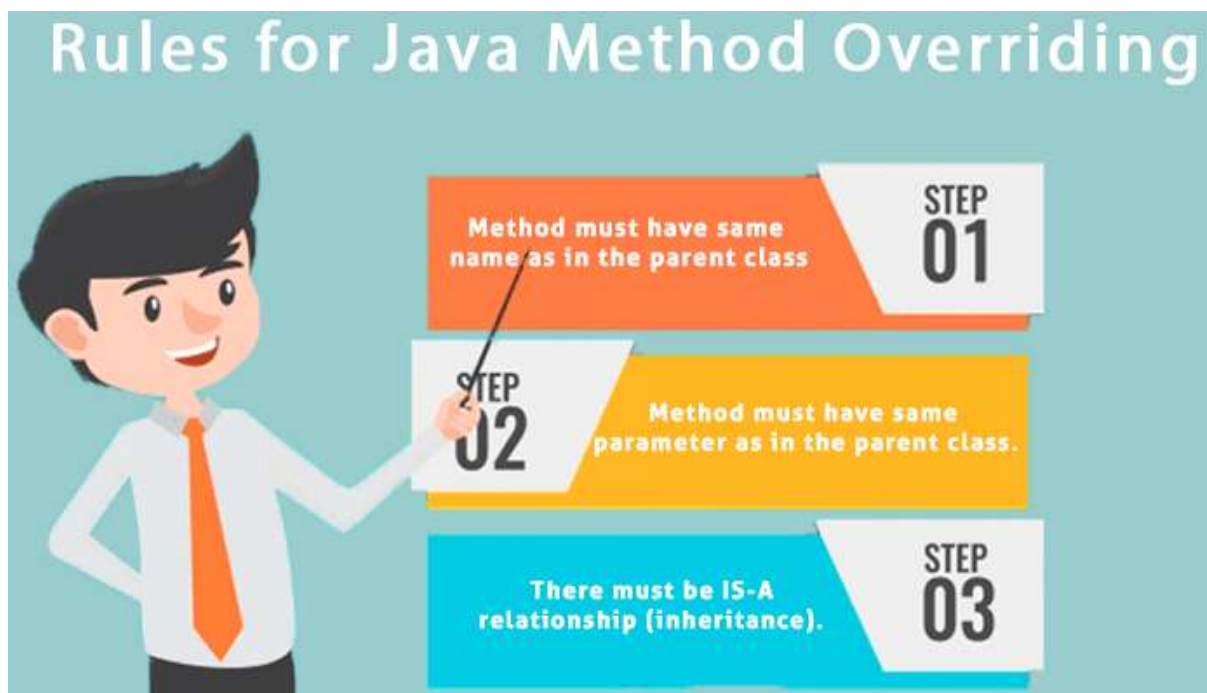 Rules for Java Method Overriding
Method must have same
name as in the parent class
STEP
01
STEP
02
Method must have same
parameter as in the parent class.
There must be IS-A
relationship (inheritance).
STEP
03